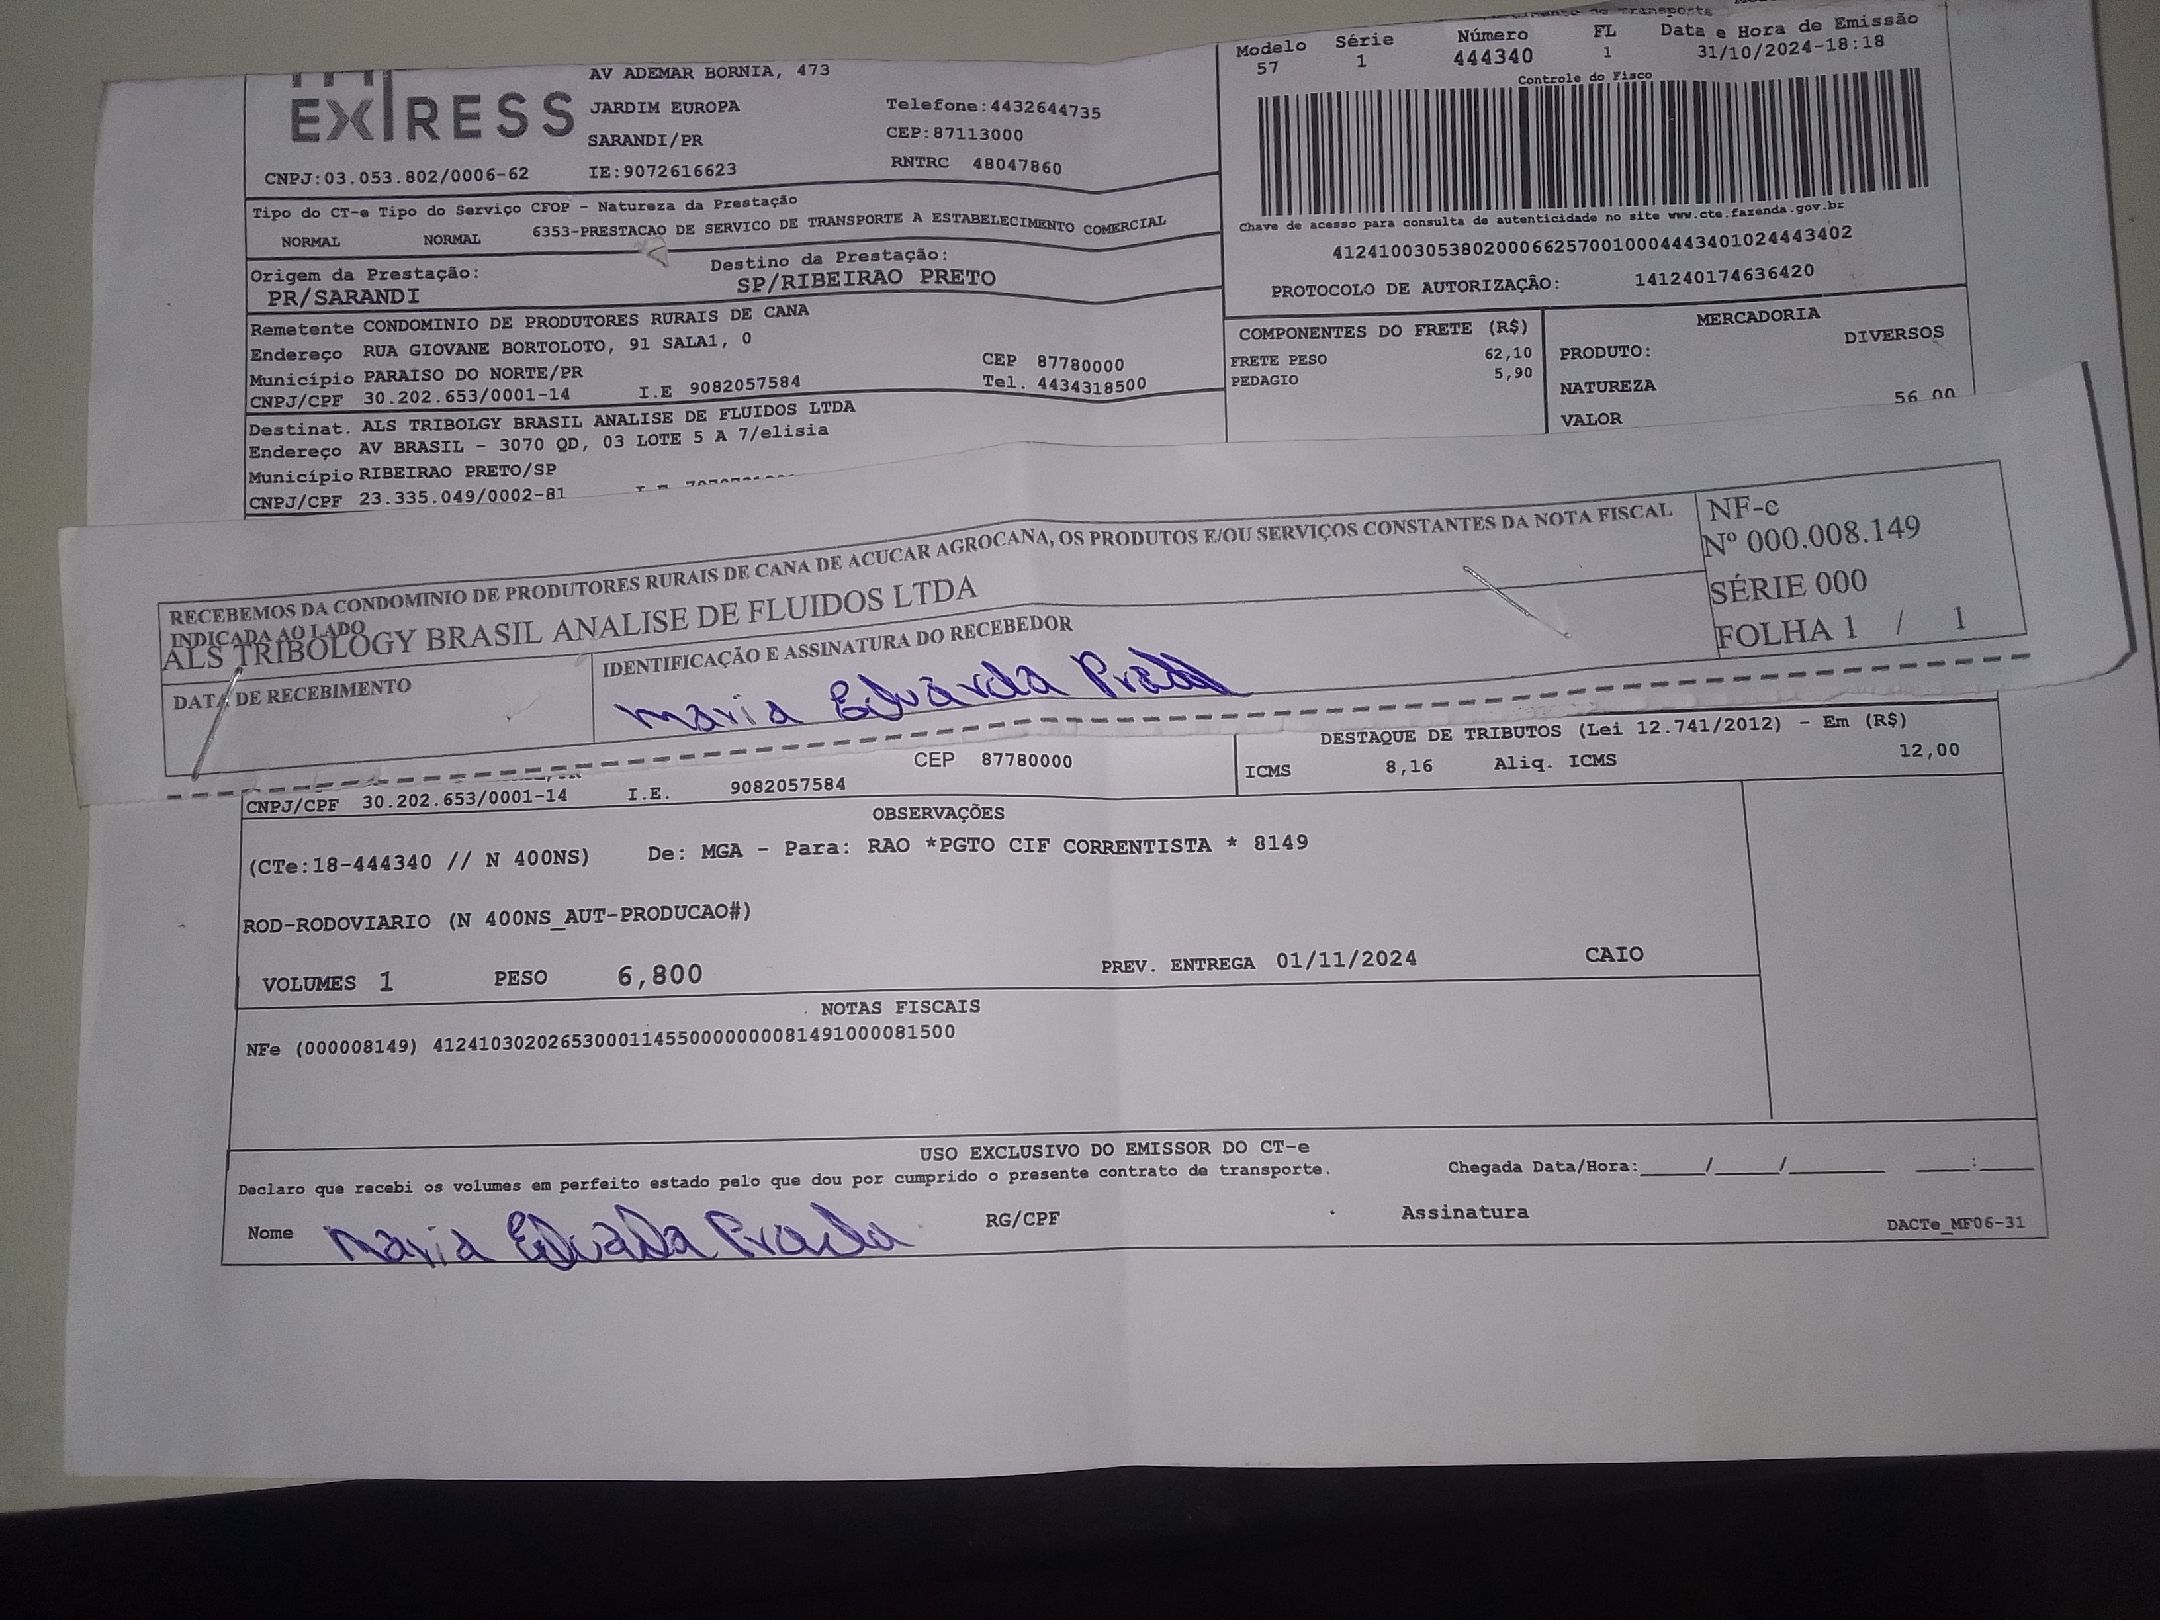 Modelo Série Número FL Data e Hora de Emissão
57 1 444340 1 31/10/2024-18:18
Controle do Fisco
EXPRESS
AV ADEMAR BORNIA, 473
JARDIM EUROPA Telefone:4432644735
SARANDI/PR CEP:87113000
CNPJ:03.053.802/0006-62 IE:9072616623 RNTRC 48047860
Tipo do CT-e Tipo do Serviço CFOP - Natureza da Prestação
NORMAL NORMAL 6353-PRESTACAO DE SERVICO DE TRANSPORTE A ESTABELECIMENTO COMERCIAL
Chave de acesso para consulta de autenticidade no site www.cte.fazenda.gov.br
41241003053802000662570010004443401024443402
PROTOCOLO DE AUTORIZAÇÃO: 141240174636420
Origem da Prestação: Destino da Prestação:
PR/SARANDI SP/RIBEIRAO PRETO
Remetente CONDOMINIO DE PRODUTORES RURAIS DE CANA
Endereço RUA GIOVANE BORTOLOTO, 91 SALA1, 0
Município PARAISO DO NORTE/PR CEP 87780000
CNPJ/CPF 30.202.653/0001-14 I.E 9082057584 Tel. 4434318500
COMPONENTES DO FRETE (R$) MERCADORIA
FRETE PESO 62,10 PRODUTO: DIVERSOS
PEDAGIO 5,90 NATUREZA
VALOR 56,00
Destinat. ALS TRIBOLGY BRASIL ANALISE DE FLUIDOS LTDA
Endereço AV BRASIL - 3070 QD, 03 LOTE 5 A 7/elisia
Município RIBEIRAO PRETO/SP
CNPJ/CPF 23.335.049/0002-81
RECEBEMOS DA CONDOMINIO DE PRODUTORES RURAIS DE CANA DE ACUCAR AGROCANA, OS PRODUTOS E/OU SERVIÇOS CONSTANTES DA NOTA FISCAL
INDICADA AO LADO
ALS TRIBOLOGY BRASIL ANALISE DE FLUIDOS LTDA
DATA DE RECEBIMENTO IDENTIFICAÇÃO E ASSINATURA DO RECEBEDOR
Maria Eduarda Prado
NF-e
Nº 000.008.149
SÉRIE 000
FOLHA 1 / 1
CEP 87780000
CNPJ/CPF 30.202.653/0001-14 I.E. 9082057584
DESTAQUE DE TRIBUTOS (Lei 12.741/2012) - Em (R$)
ICMS 8,16 Aliq. ICMS 12,00
OBSERVAÇÕES
(CTe:18-444340 // N 400NS) De: MGA - Para: RAO *PGTO CIF CORRENTISTA * 8149
ROD-RODOVIARIO (N 400NS_AUT-PRODUCAO#)
VOLUMES 1 PESO 6,800 PREV. ENTREGA 01/11/2024 CAIO
NOTAS FISCAIS
NFe (000008149) 41241030202653000114550000000081491000081500
USO EXCLUSIVO DO EMISSOR DO CT-e
Declaro que recebi os volumes em perfeito estado pelo que dou por cumprido o presente contrato de transporte. Chegada Data/Hora:_____/_____/_______ ____:____
Nome Maria Eduarda Prado RG/CPF Assinatura
DACTe_MF06-31